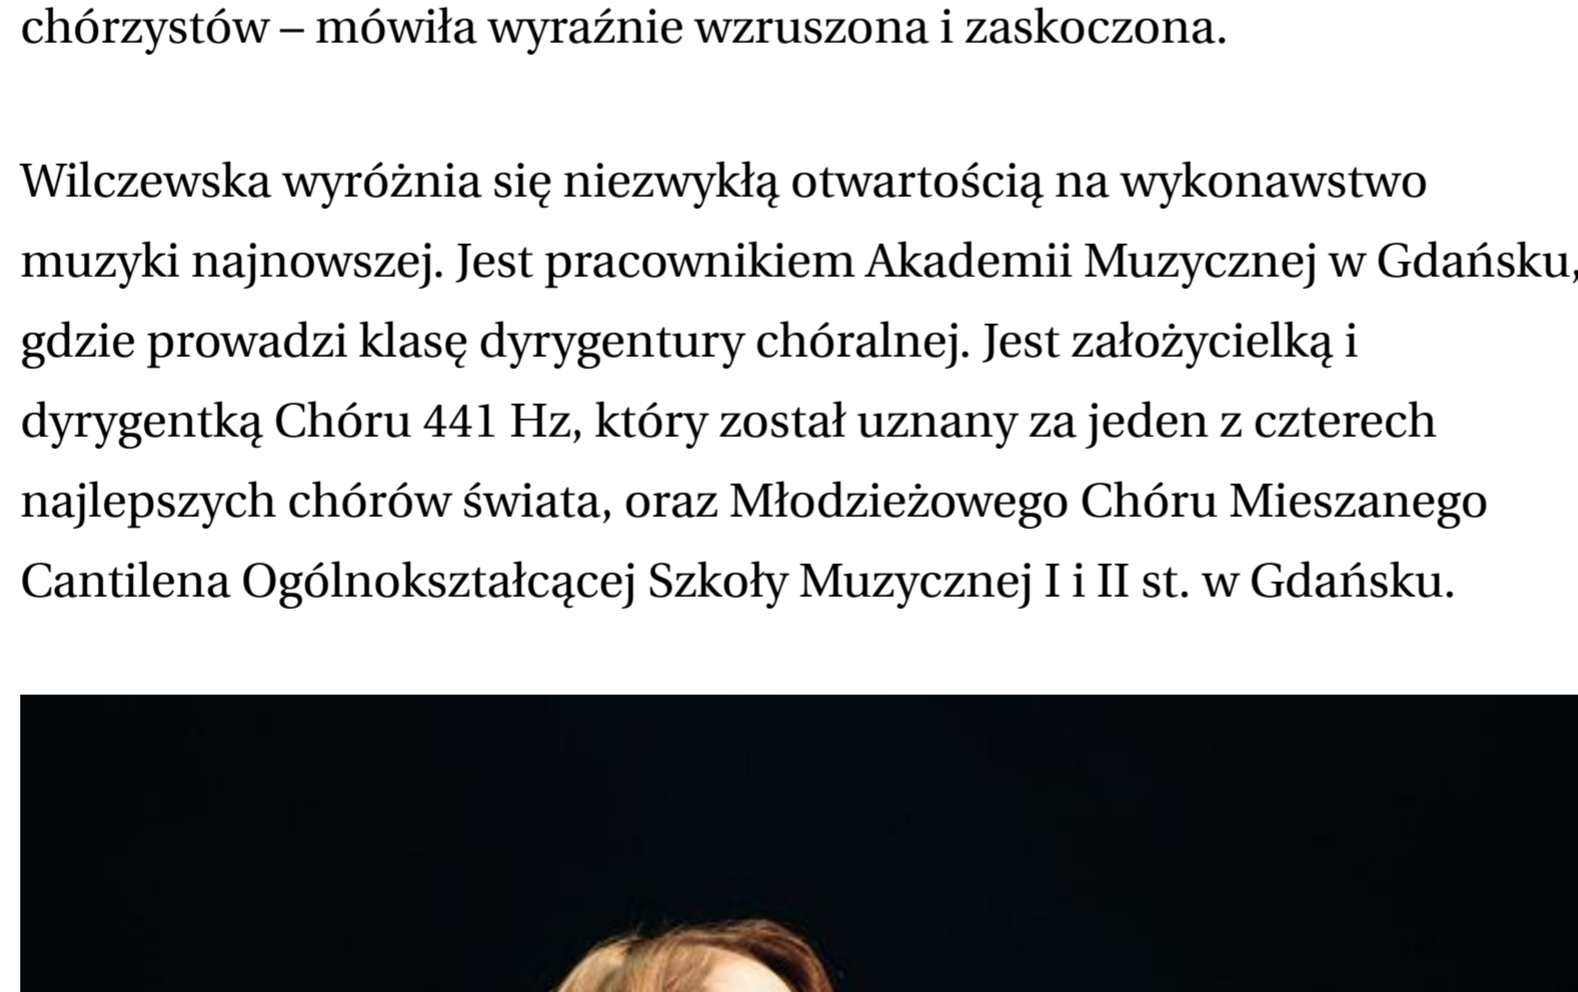 chórzystów – mówiła wyraźnie wzruszona i zaskoczona.
Wilczewska wyróżnia się niezwykłą otwartością na wykonawstwo
muzyki najnowszej. Jest pracownikiem Akademii Muzycznej w Gdańsku,
gdzie prowadzi klasę dyrygentury chóralnej. Jest założycielką i
dyrygentką Chóru 441 Hz, który został uznany za jeden z czterech
najlepszych chórów świata, oraz Młodzieżowego Chóru Mieszanego
Cantilena Ogólnokształcącej Szkoły Muzycznej I i II st. w Gdańsku.